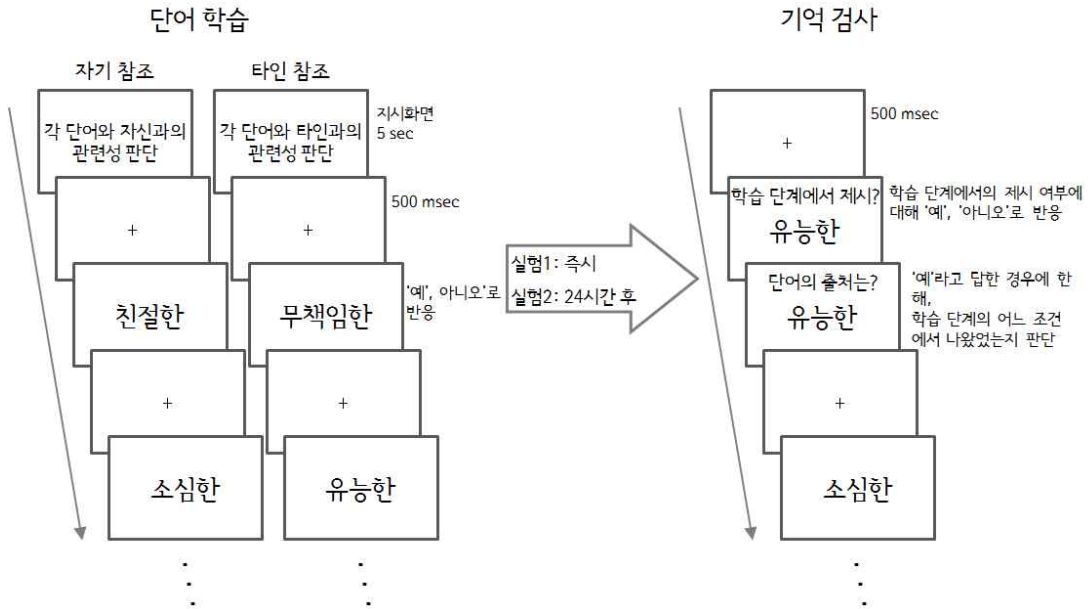 단어 학습
기억 검사
자기 참조
타인 참조
각 단어와 자신과의
관련성 판단
각 단어와 타인과의
관련성 판단
지시화면
5 sec
+
+
500 msec
친절한
무책임한
'예', 아니오'로
반응
+
+
소심한
유능한
실험1: 즉시
실험2: 24시간 후
+
500 msec
학습 단계에서 제시?
유능한
학습 단계에서의 제시 여부에
대해 '예', '아니오'로 반응
단어의 출처는?
유능한
'예'라고 답한 경우에 한
해,
학습 단계의 어느 조건
에서 나왔었는지 판단
+
소심한